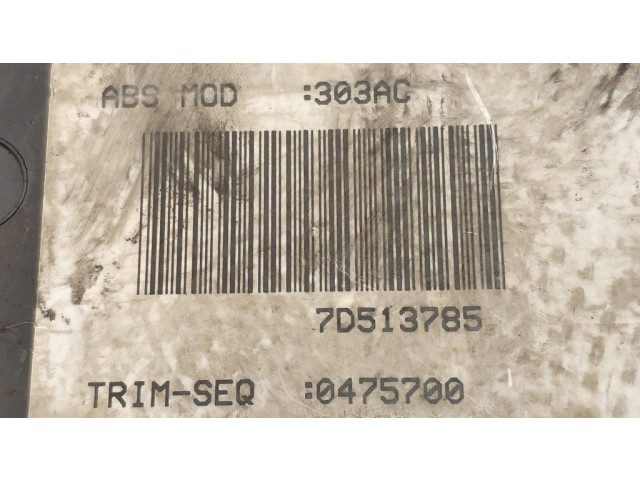 ABS MOD :303AC
7D513785
TRIM-SEQ :0475700